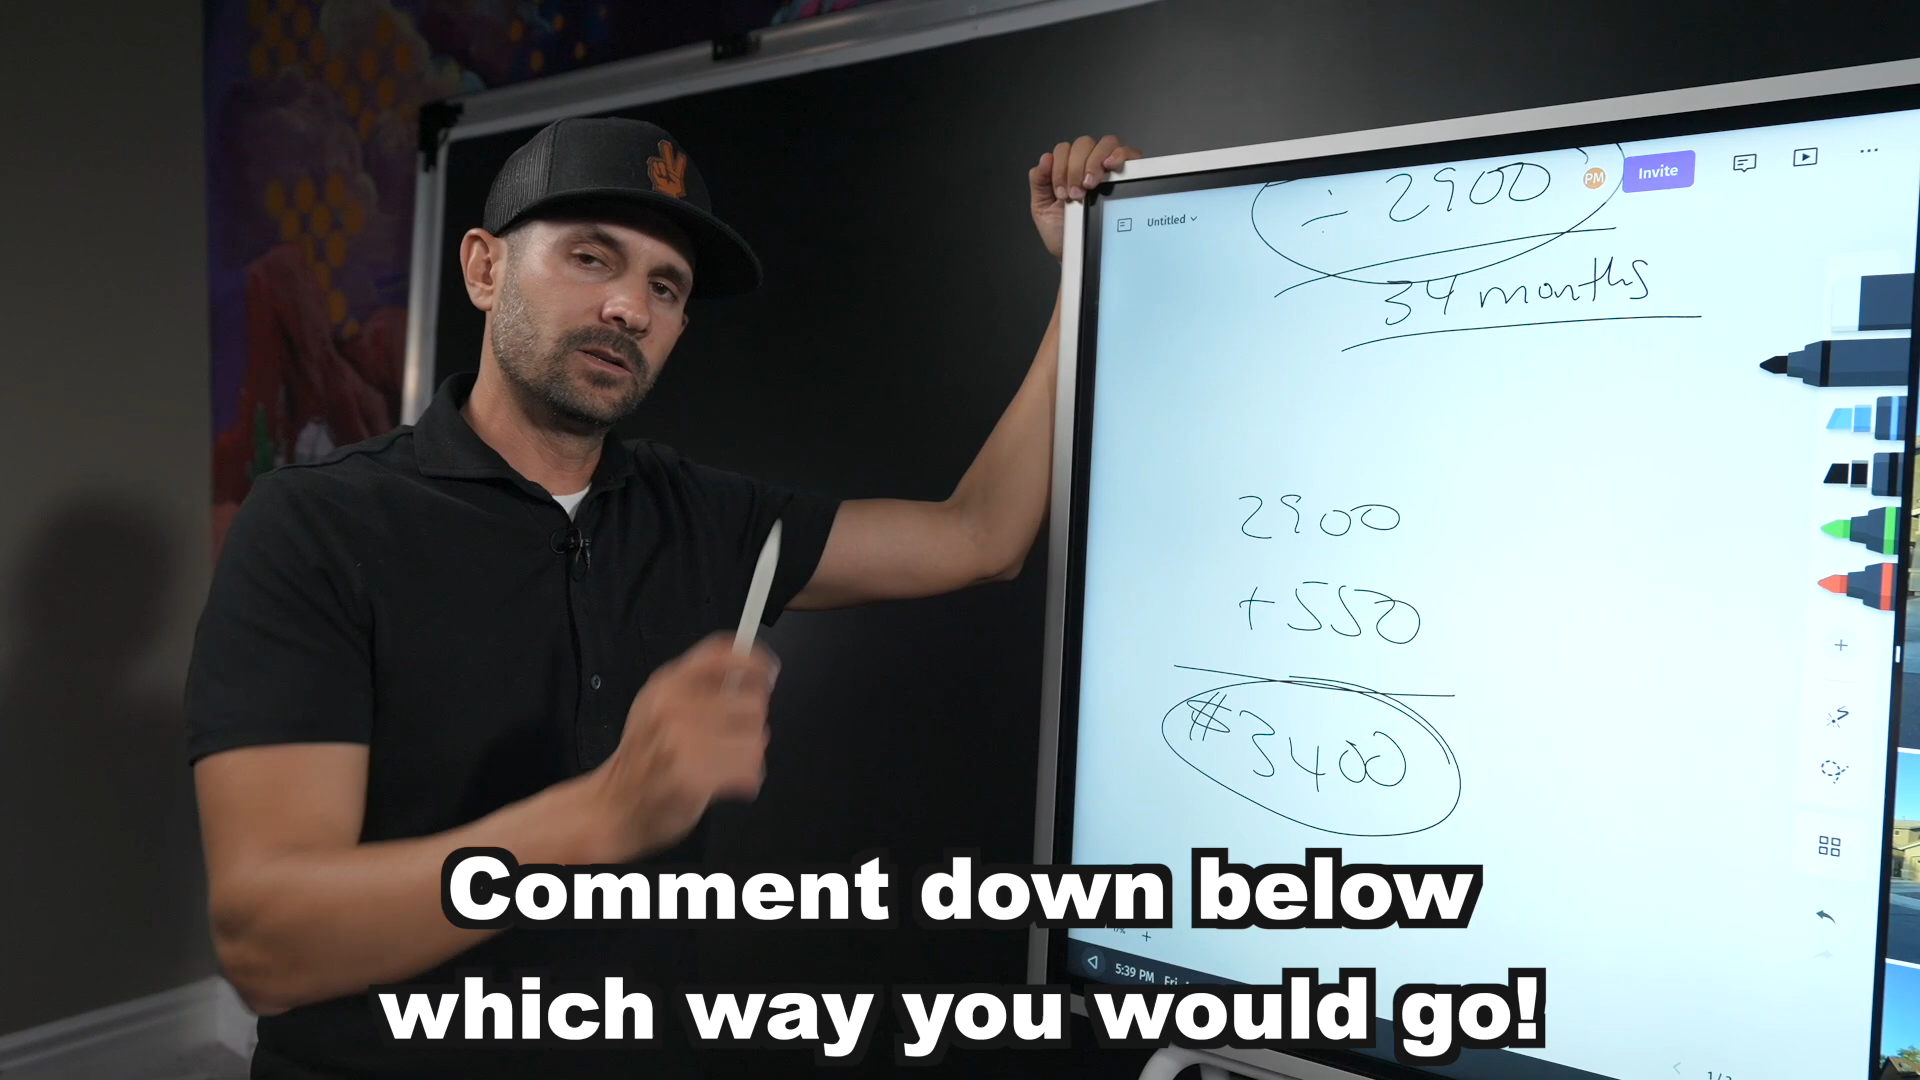 ÷ 2900
PM
Invite
Untitled
34 months
2900
+550
$3400
Comment down below
which way you would go!
5:39 PM Fri